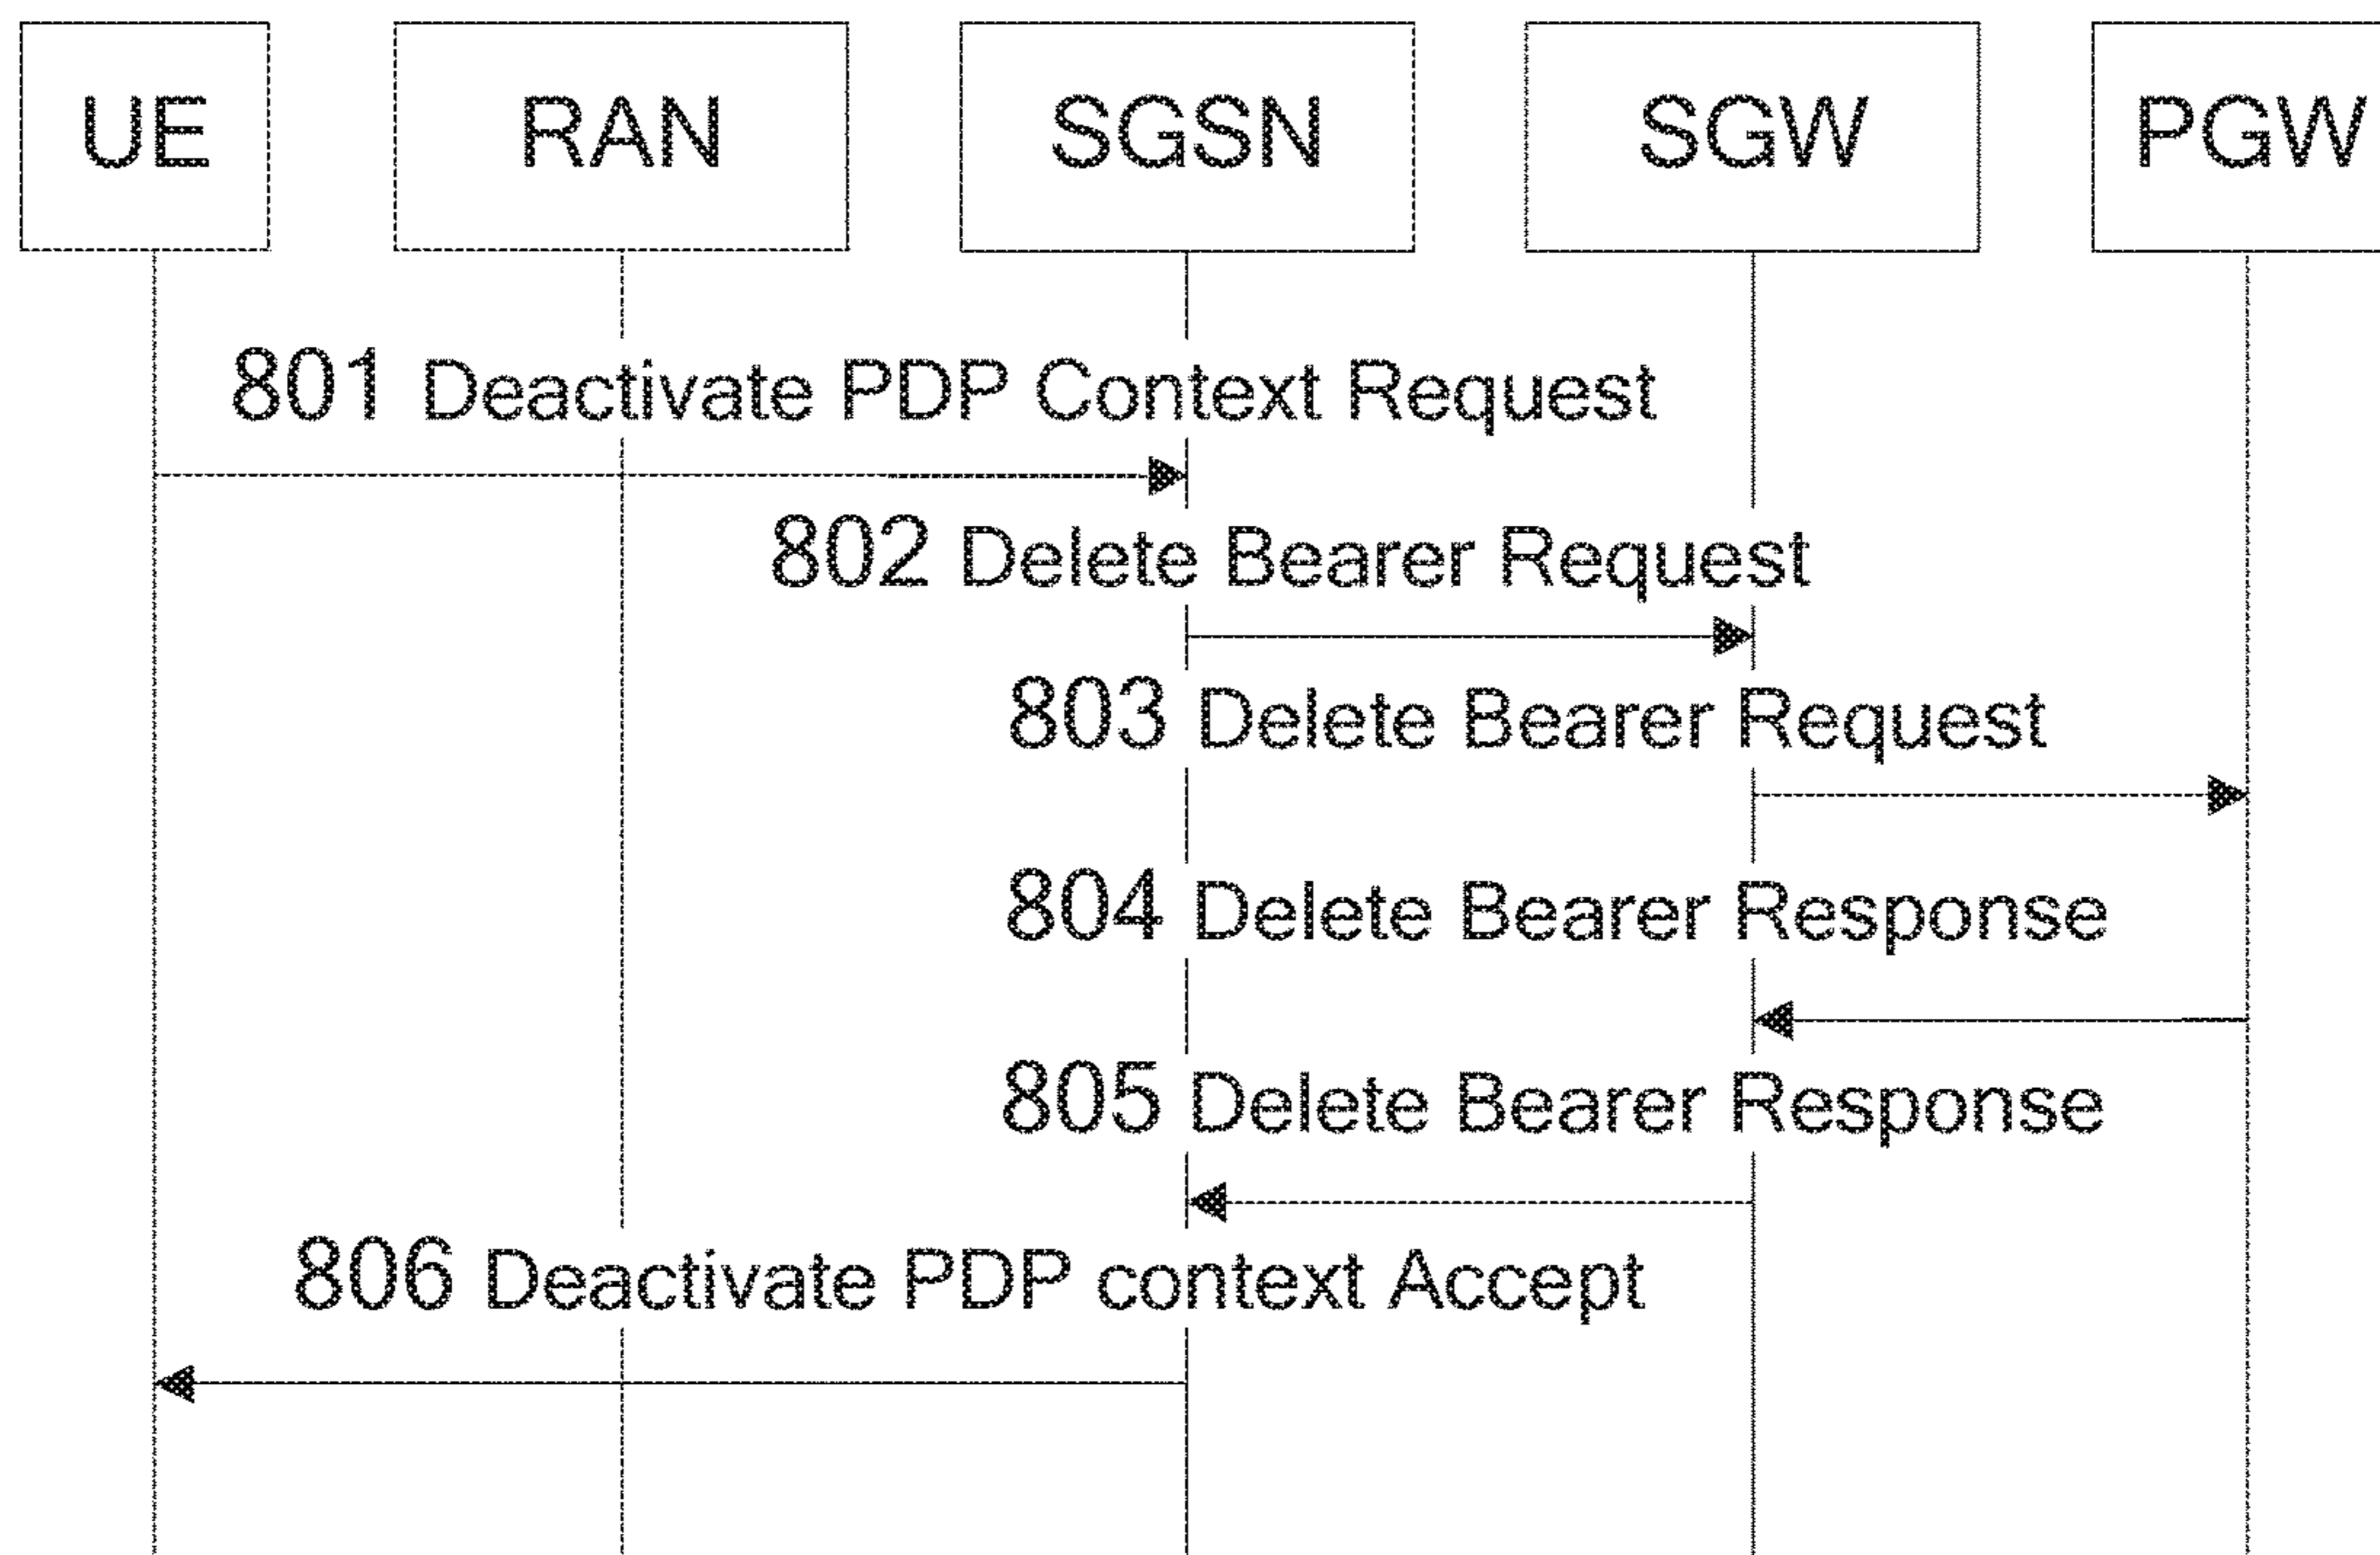 UE RAN SGSN SGW PGW
801 Deactivate PDP Context Request
802 Delete Bearer Request
803 Delete Bearer Request
804 Delete Bearer Response
805 Delete Bearer Response
806 Deactivate PDP context Accept